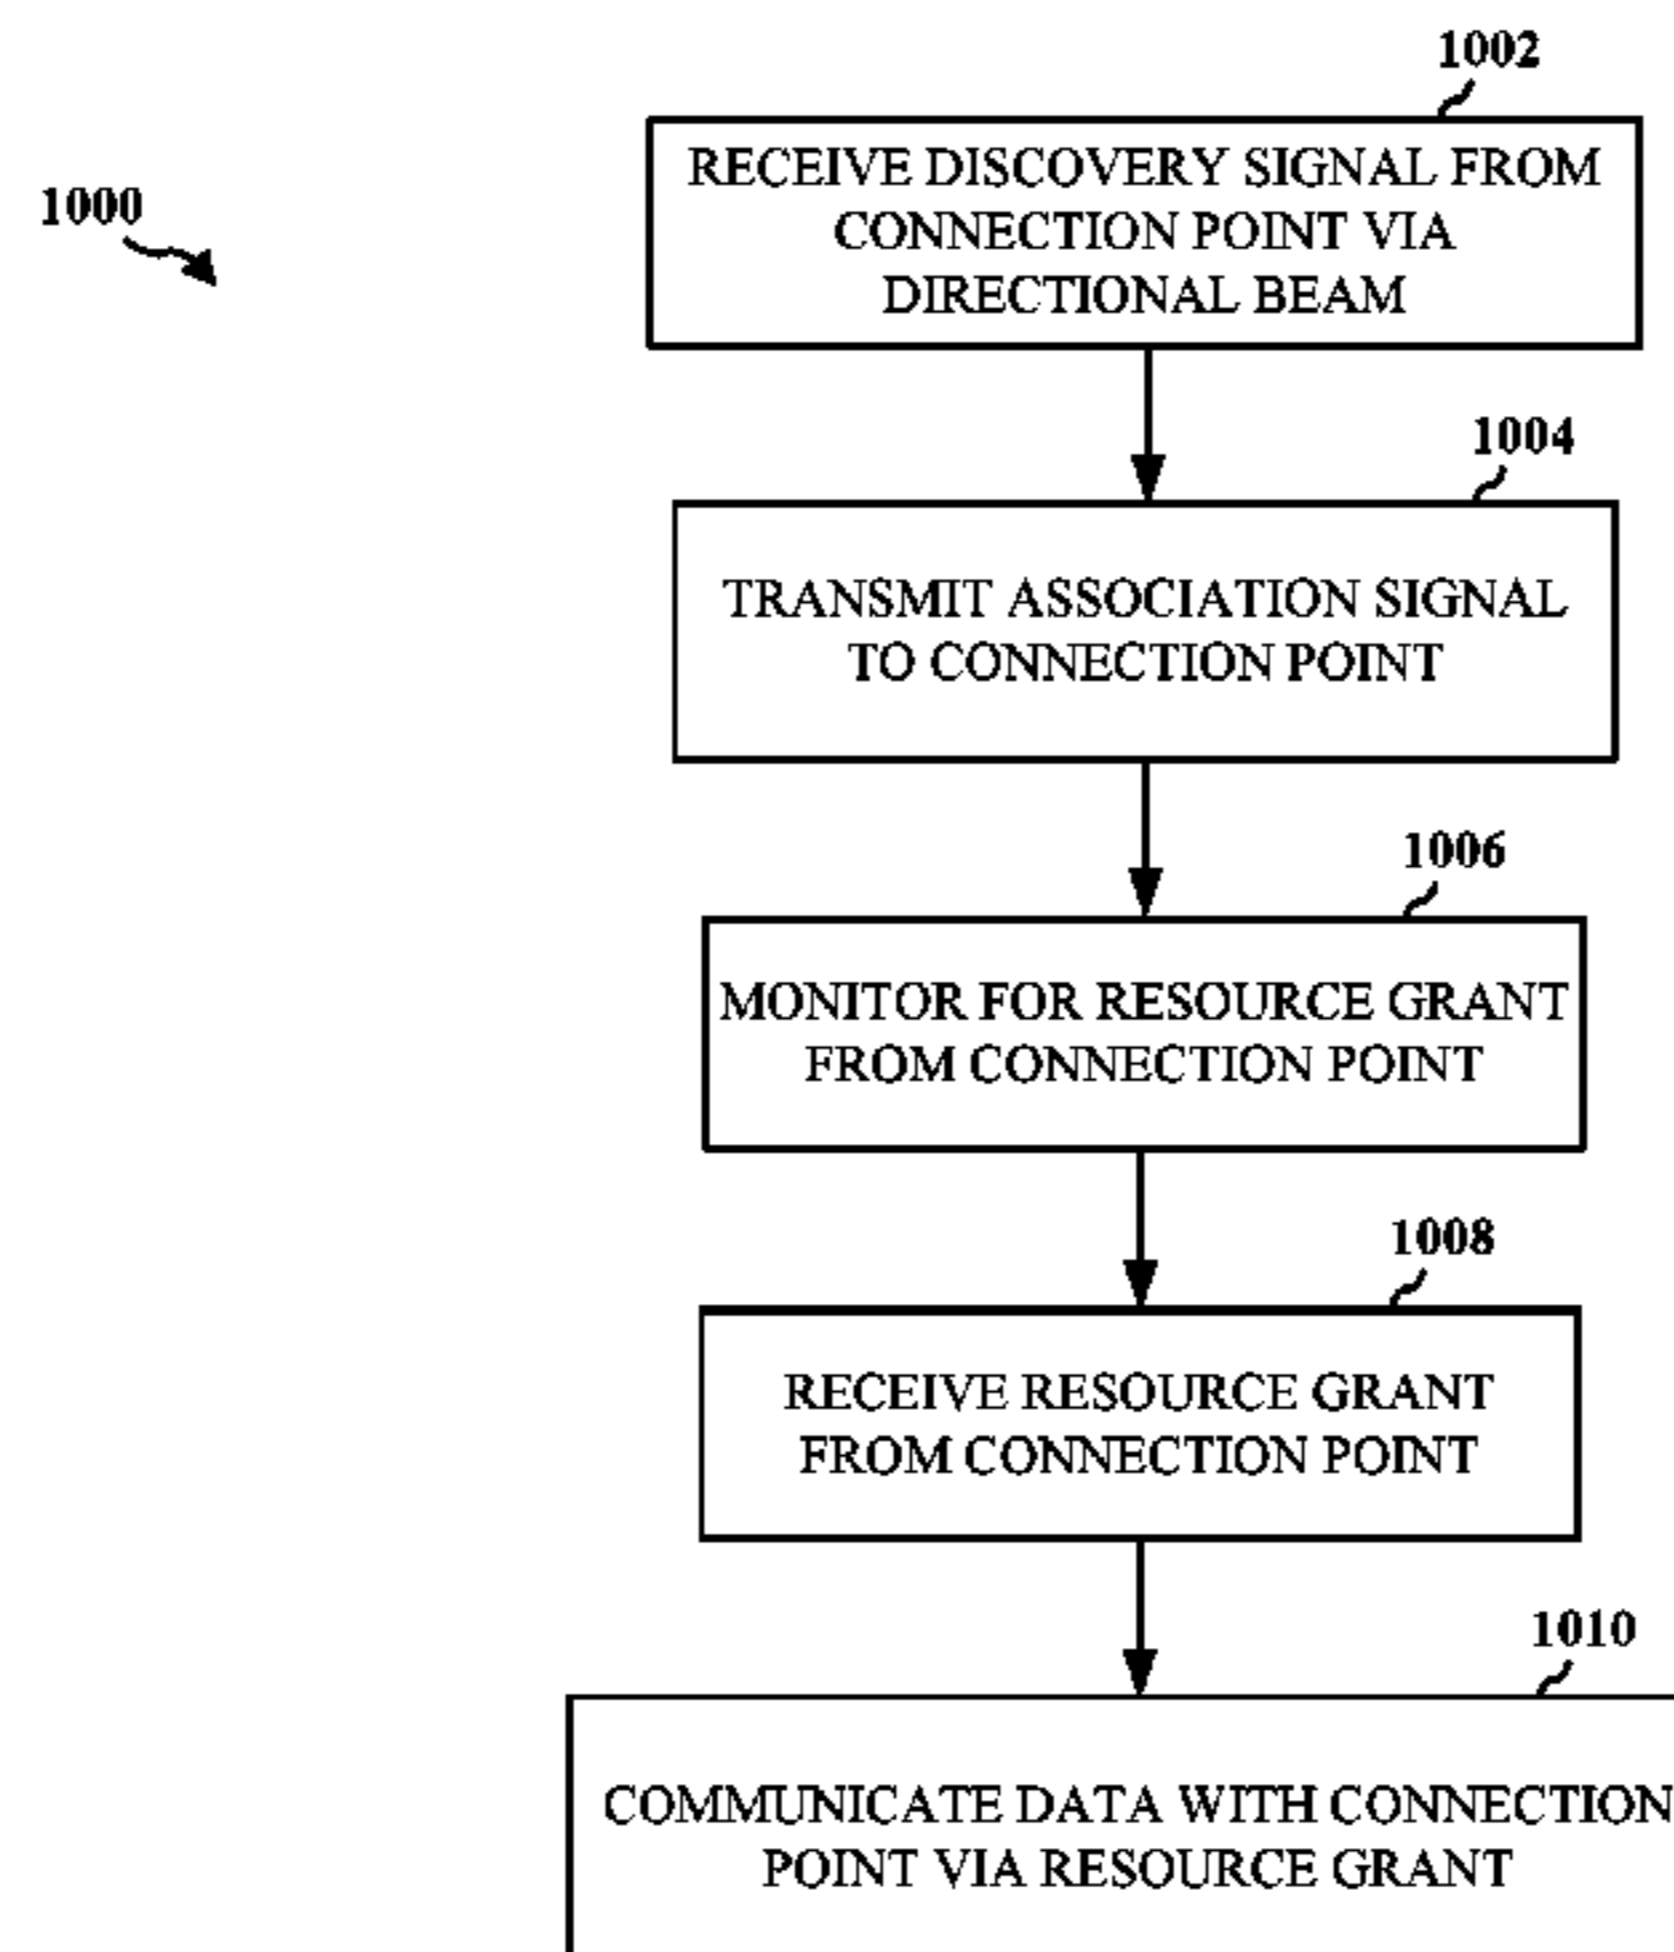 1002
1000
RECEIVE DISCOVERY SIGNAL FROM
CONNECTION POINT VIA
DIRECTIONAL BEAM
1004
TRANSMIT ASSOCIATION SIGNAL
TO CONNECTION POINT
1006
MONITOR FOR RESOURCE GRANT
FROM CONNECTION POINT
1008
RECEIVE RESOURCE GRANT
FROM CONNECTION POINT
1010
COMMUNICATE DATA WITH CONNECTION
POINT VIA RESOURCE GRANT